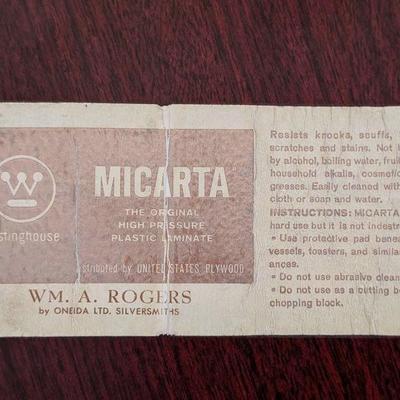 W
MICARTA
THE ORIGINAL
HIGH PRESSURE
PLASTIC LAMINATE
stinghouse
stributed by UNITED STATES PLYWOOD
WM. A. ROGERS
by ONEIDA LTD. SILVERSMITHS
Resists knocks, scuffs,
scratches and stains. Not
by alcohol, boiling water, frui
household alkalis, cosmetic
greases. Easily cleaned with
cloth or soap and water.
INSTRUCTIONS: MICARTA
hard use but it is not indestr
• Use protective pad benea
vessels, toasters, and similar
ances.
• Do not use abrasive clean
• Do not use as a cutting bo
chopping block.